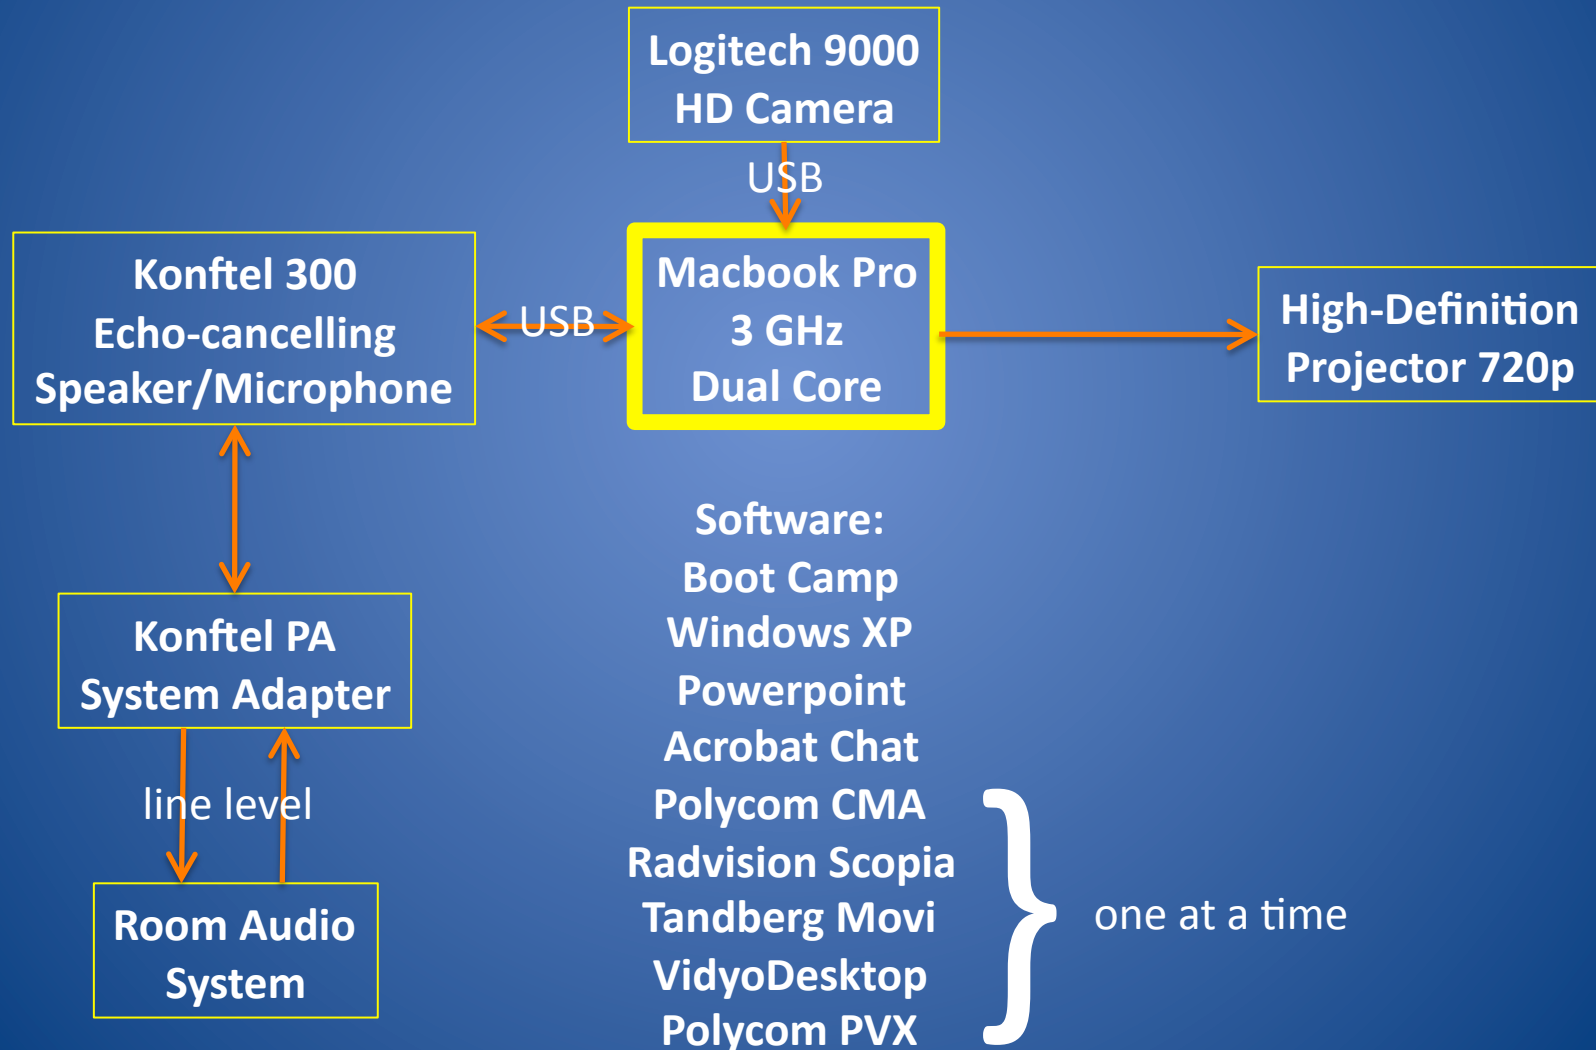 Logitech 9000
HD Camera
USB
Konftel 300
Echo-cancelling
Speaker/Microphone
USB
Macbook Pro
3 GHz
Dual Core
High-Definition
Projector 720p
Konftel PA
System Adapter
line level
Room Audio
System
Software:
Boot Camp
Windows XP
Powerpoint
Acrobat Chat
Polycom CMA
Radvision Scopia
Tandberg Movi
VidyoDesktop
Polycom PVX
one at a time